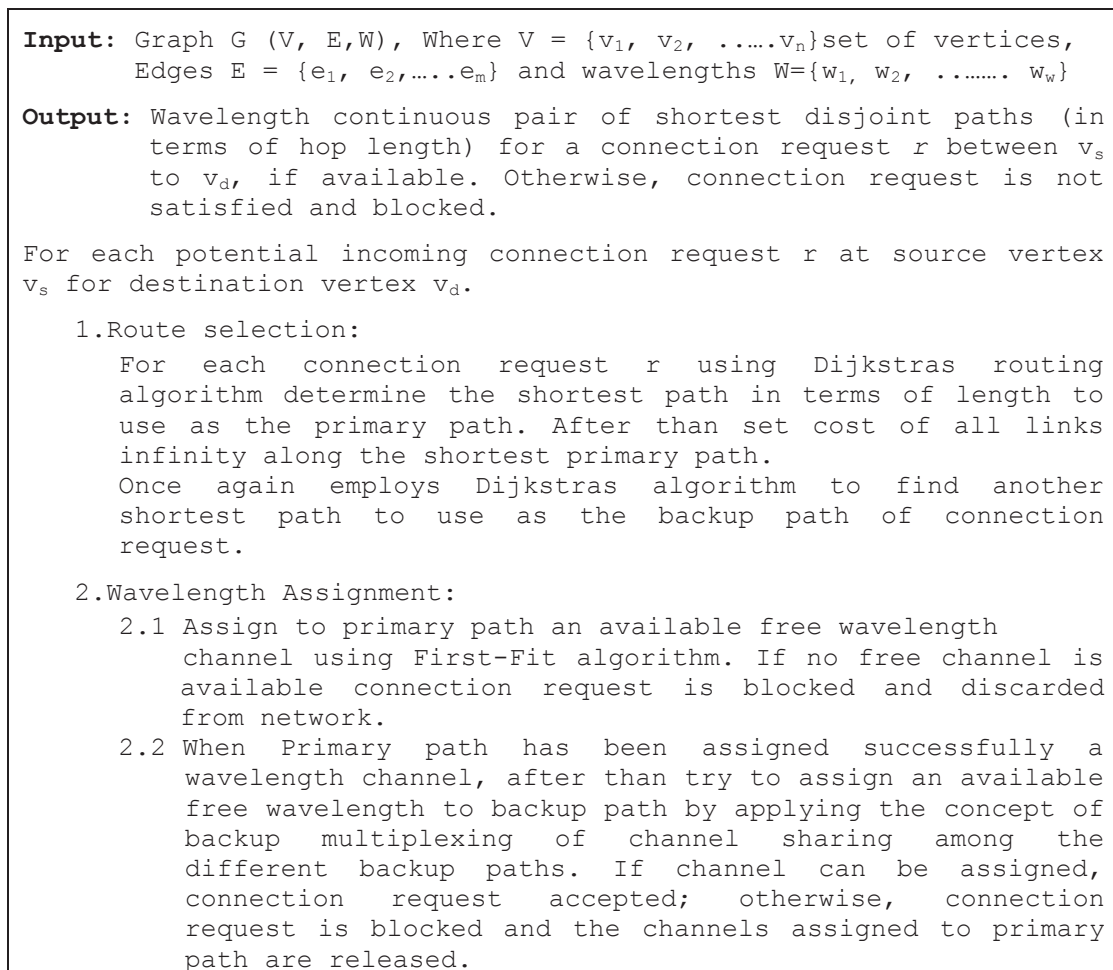 Input: Graph G (V, E,W), Where V = {v₁, v₂, ..….vₙ}set of vertices,
Edges E = {e₁, e₂,…..eₘ} and wavelengths W={w₁, w₂, ..……. w_w}
Output: Wavelength continuous pair of shortest disjoint paths (in
terms of hop length) for a connection request r between vₛ
to v_d, if available. Otherwise, connection request is not
satisfied and blocked.
For each potential incoming connection request r at source vertex
vₛ for destination vertex v_d.
1.Route selection:
For each connection request r using Dijkstras routing
algorithm determine the shortest path in terms of length to
use as the primary path. After than set cost of all links
infinity along the shortest primary path.
Once again employs Dijkstras algorithm to find another
shortest path to use as the backup path of connection
request.
2.Wavelength Assignment:
2.1 Assign to primary path an available free wavelength
channel using First-Fit algorithm. If no free channel is
available connection request is blocked and discarded
from network.
2.2 When Primary path has been assigned successfully a
wavelength channel, after than try to assign an available
free wavelength to backup path by applying the concept of
backup multiplexing of channel sharing among the
different backup paths. If channel can be assigned,
connection request accepted; otherwise, connection
request is blocked and the channels assigned to primary
path are released.